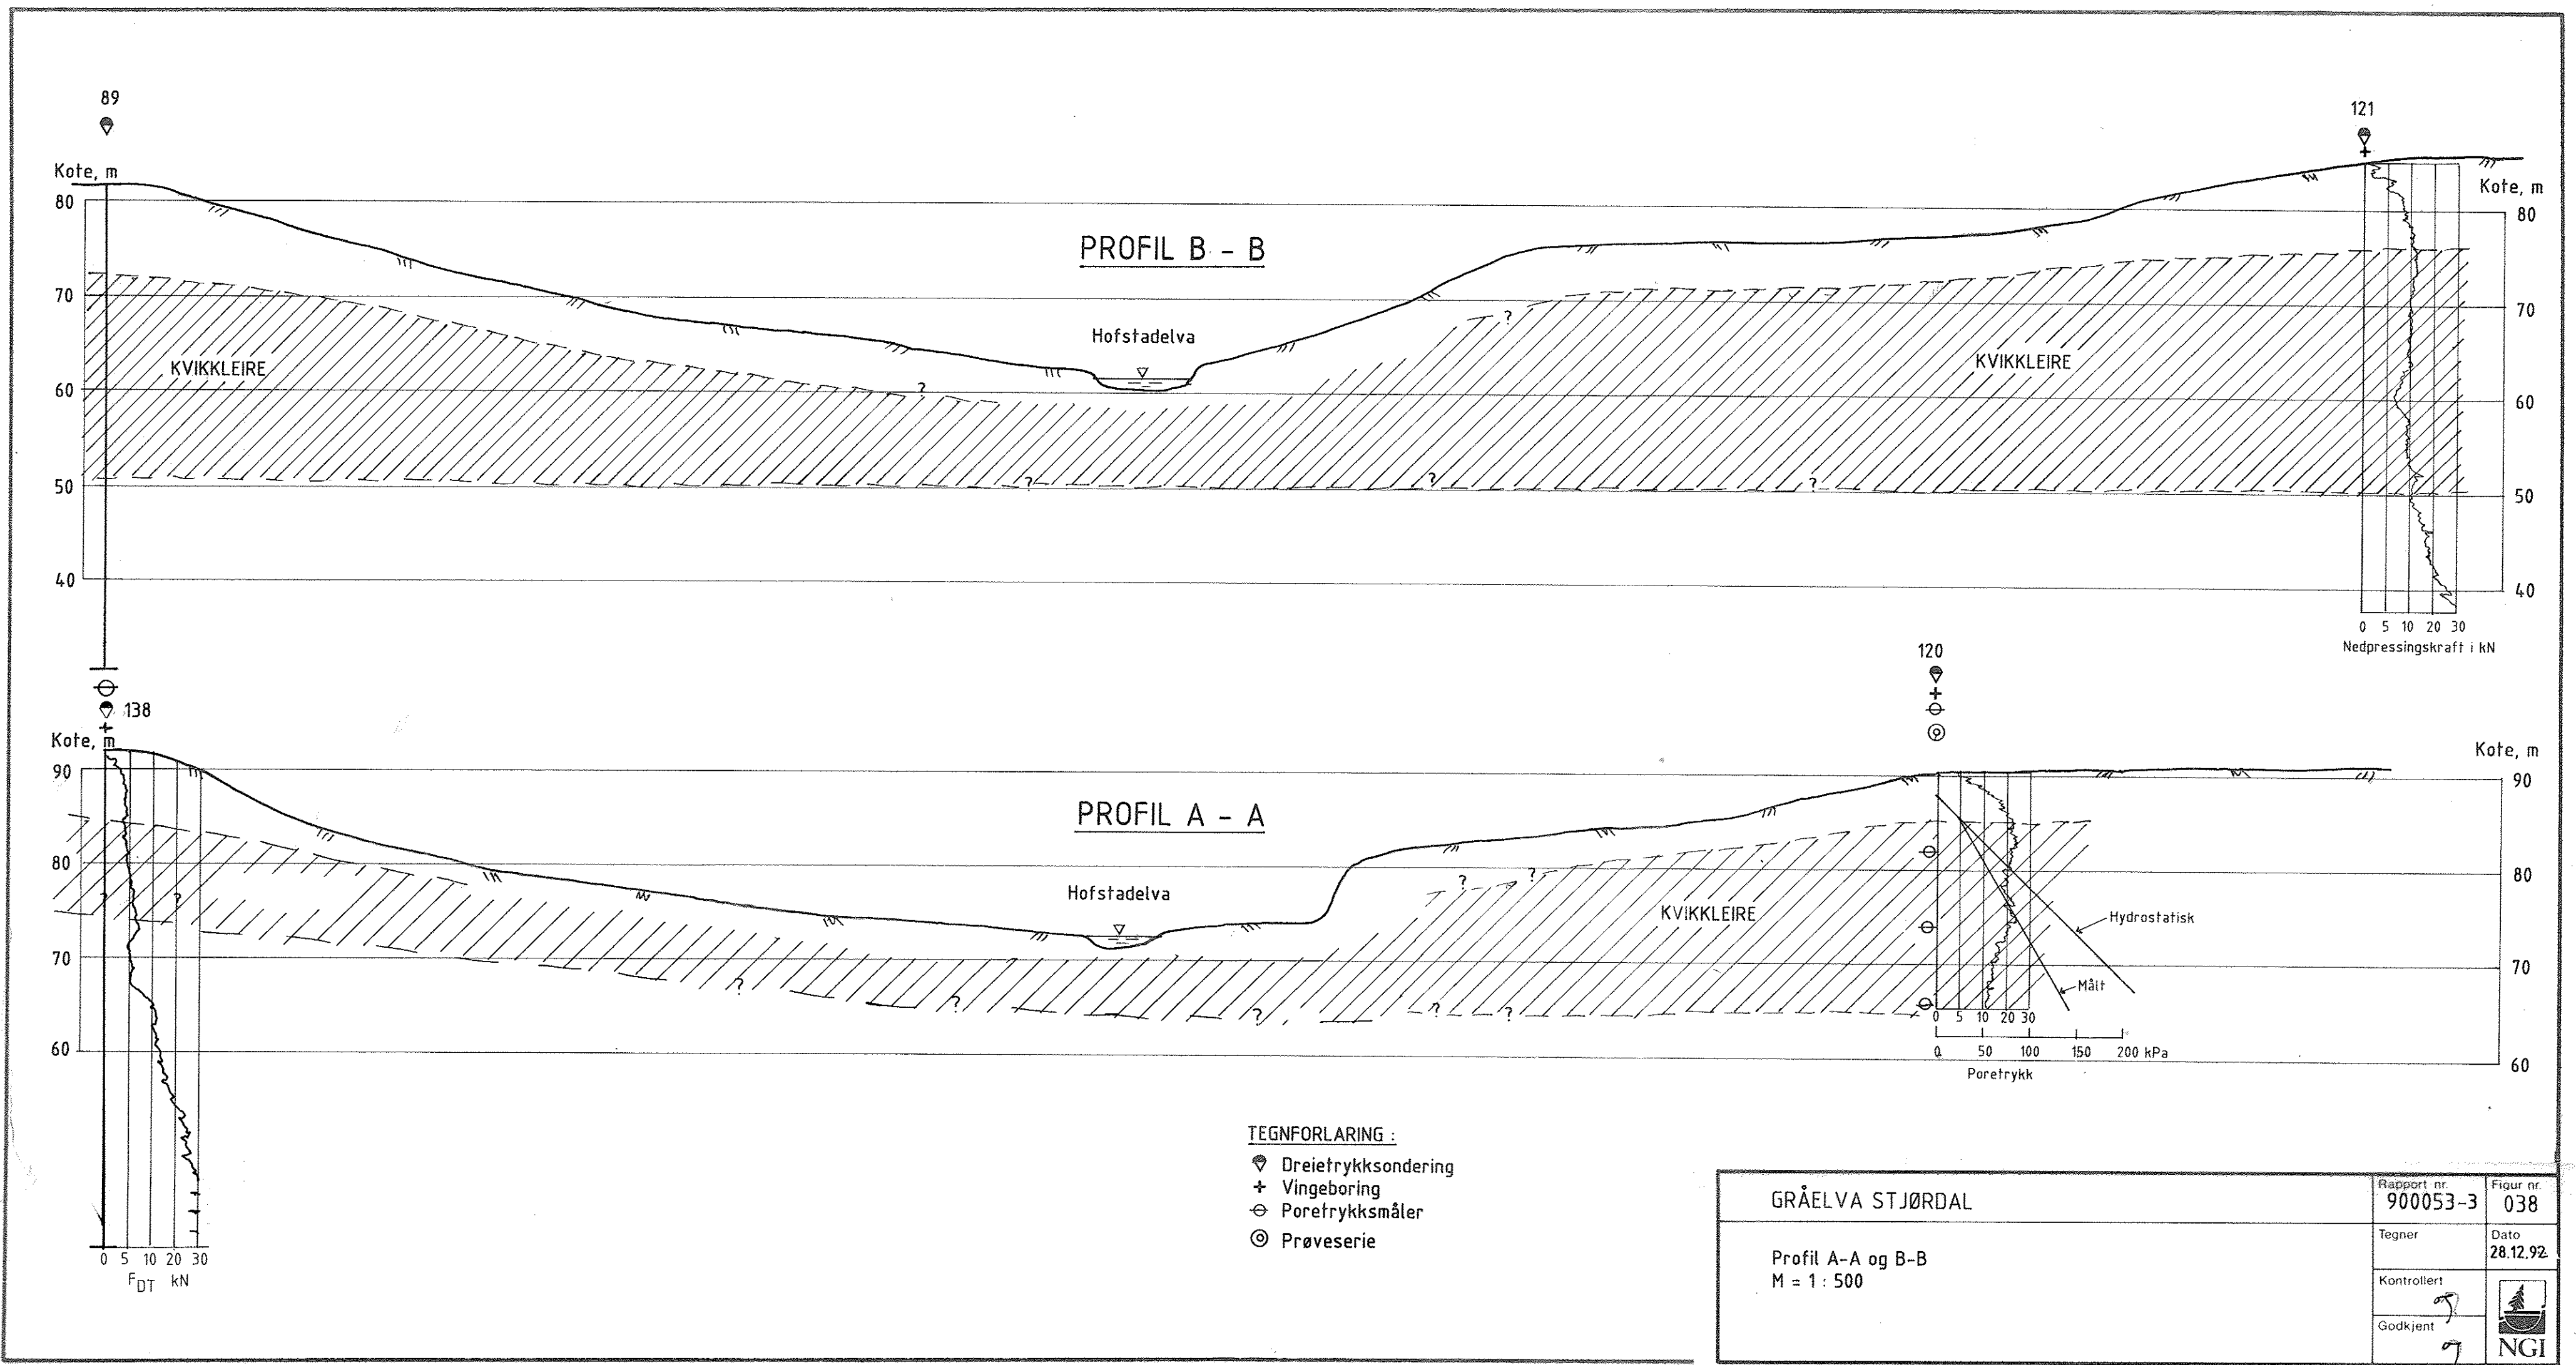 89
121
Kote, m
Kote, m
80
80
PROFIL B - B
70
70
?
Hofstadelva
KVIKKLEIRE
KVIKKLEIRE
60
?
60
50
?
?
?
50
40
40
0 5 10 20 30
Nedpressingskraft i kN
120
138
Kote, m
Kote, m
90
90
PROFIL A - A
80
80
?
?
?
?
Hofstadelva
KVIKKLEIRE
Hydrostatisk
70
70
Målt
?
?
?
?
?
0 5 10 20 30
60
0 50 100 150 200 kPa
60
Poretrykk
TEGNFORLARING :
Dreietrykksondering
Vingeboring
Poretrykksmåler
Prøveserie
0 5 10 20 30
FDT kN
GRÅELVA STJØRDAL
Rapport nr.
900053-3
Figur nr.
038
Profil A-A og B-B
M = 1 : 500
Tegner
Dato
28.12.92
Kontrollert
Godkjent
NGI